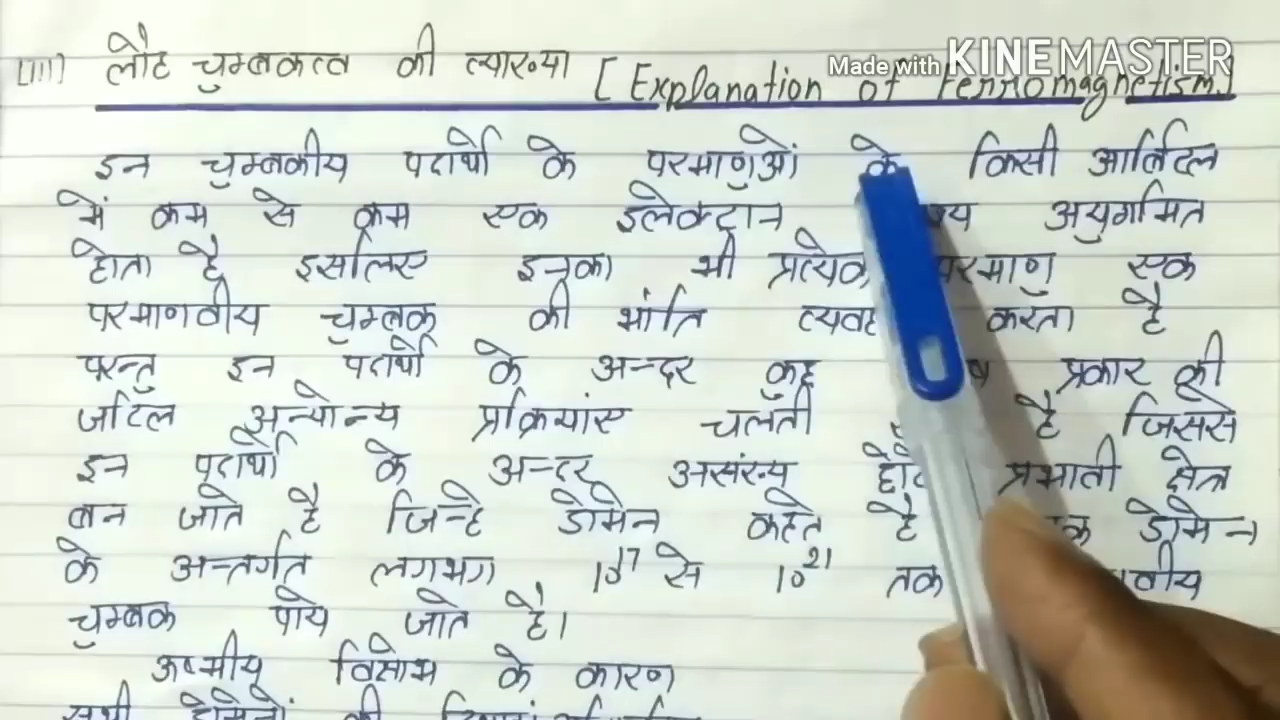 (III) लौह चुम्बकत्व की व्याख्या [Explanation of Ferromagnetism.]
Made with KINEMASTER
इन चुम्बकीय पदार्थो के परमाणुओं के किसी आर्विटल
में कम से कम एक इलेक्ट्रान अयुगमित
होता है इसलिए इनका भी प्रत्येक परमाणु एक
परमाणवीय चुम्बक की भांति करता है
परन्तु इन पदार्थो के अन्दर कुछ प्रकार की
जटिल अन्योन्य प्रक्रियांए चलती है जिससे
इन पदार्थो के अन्दर असंख्य प्रभावी क्षेत्र
बन जाते है जिन्हे डोमेन कहते है डोमेन
के अन्तर्गत लगभग 10^17 से 10^21 तक
चुम्बक पाये जाते है।
ऊष्मीय विक्षोभ के कारण
सभी डोमेनों की